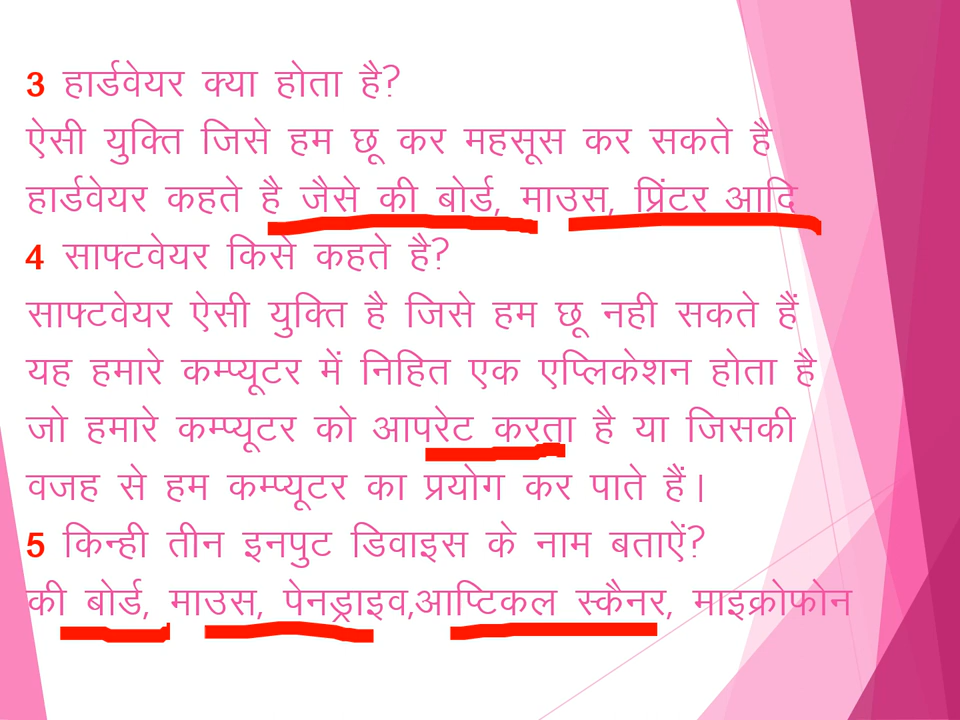 3 हार्डवेयर क्या होता है?
ऐसी युक्ति जिसे हम छू कर महसूस कर सकते है
हार्डवेयर कहते है जैसे की बोर्ड, माउस, प्रिंटर आदि
4 साफ्टवेयर किसे कहते है?
साफ्टवेयर ऐसी युक्ति है जिसे हम छू नही सकते हैं
यह हमारे कम्प्यूटर में निहित एक एप्लिकेशन होता है
जो हमारे कम्प्यूटर को आपरेट करता है या जिसकी
वजह से हम कम्प्यूटर का प्रयोग कर पाते हैं।
5 किन्ही तीन इनपुट डिवाइस के नाम बताऐं?
की बोर्ड, माउस, पेनड्राइव,आप्टिकल स्कैनर, माइक्रोफोन